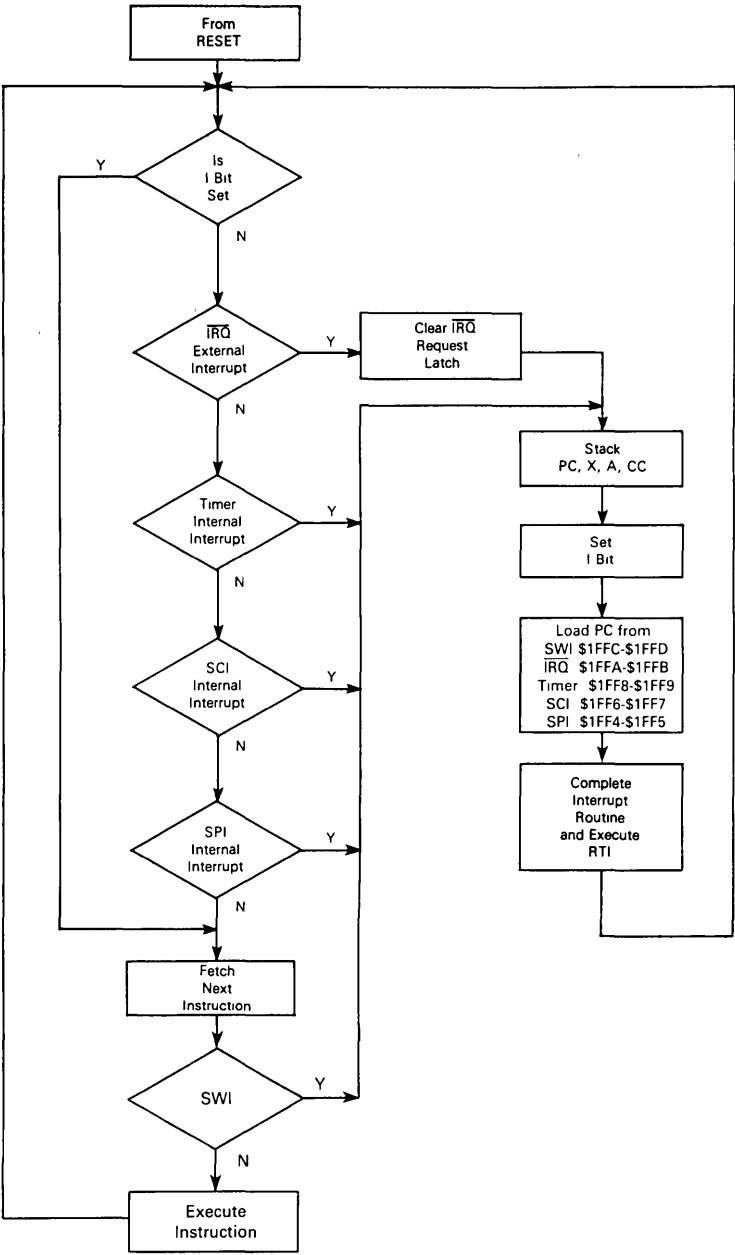 From
RESET
Y
Is
I Bit
Set
N
IRQ
External
Interrupt
Y
Clear IRQ
Request
Latch
N
Stack
PC, X, A, CC
Timer
Internal
Interrupt
Y
Set
I Bit
N
Load PC from
SWI $1FFC-$1FFD
IRQ $1FFA-$1FFB
Timer $1FF8-$1FF9
SCI $1FF6-$1FF7
SPI $1FF4-$1FF5
SCI
Internal
Interrupt
Y
N
Complete
Interrupt
Routine
and Execute
RTI
SPI
Internal
Interrupt
Y
N
Fetch
Next
Instruction
SWI
Y
N
Execute
Instruction